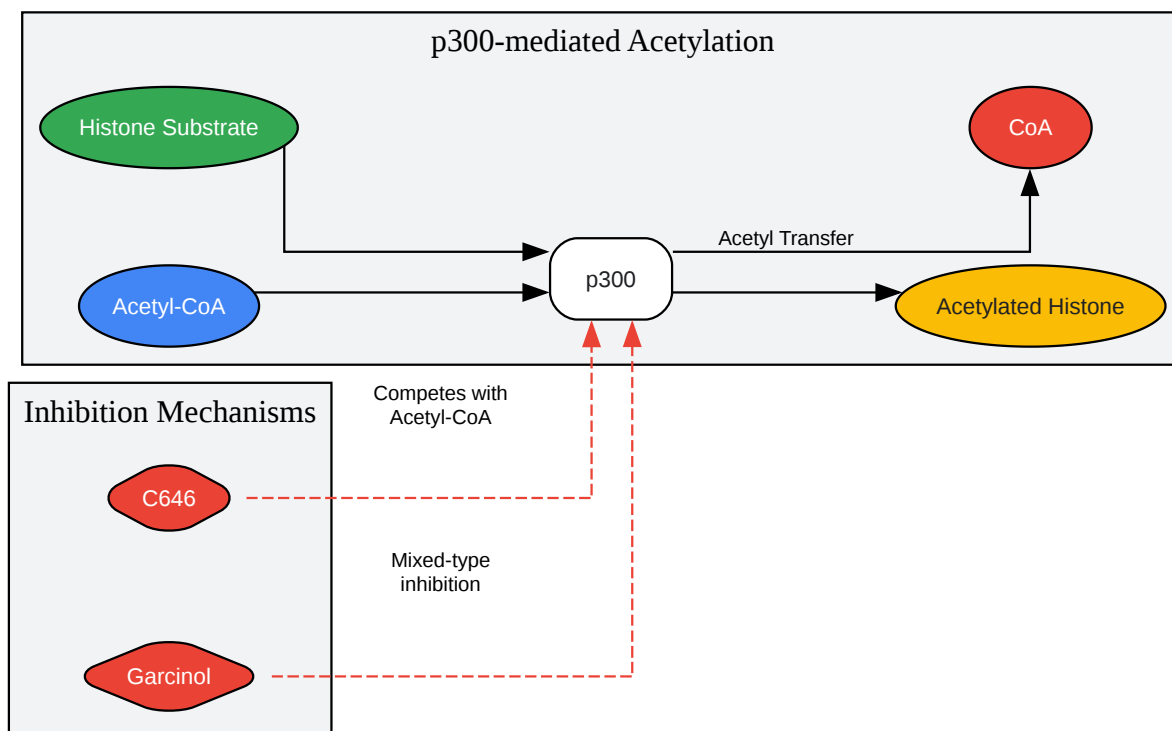 p300-mediated Acetylation
Histone Substrate
CoA
Acetyl Transfer
p300
Acetyl-CoA
Acetylated Histone
Competes with
Acetyl-CoA
Inhibition Mechanisms
C646
Mixed-type
inhibition
Garcinol